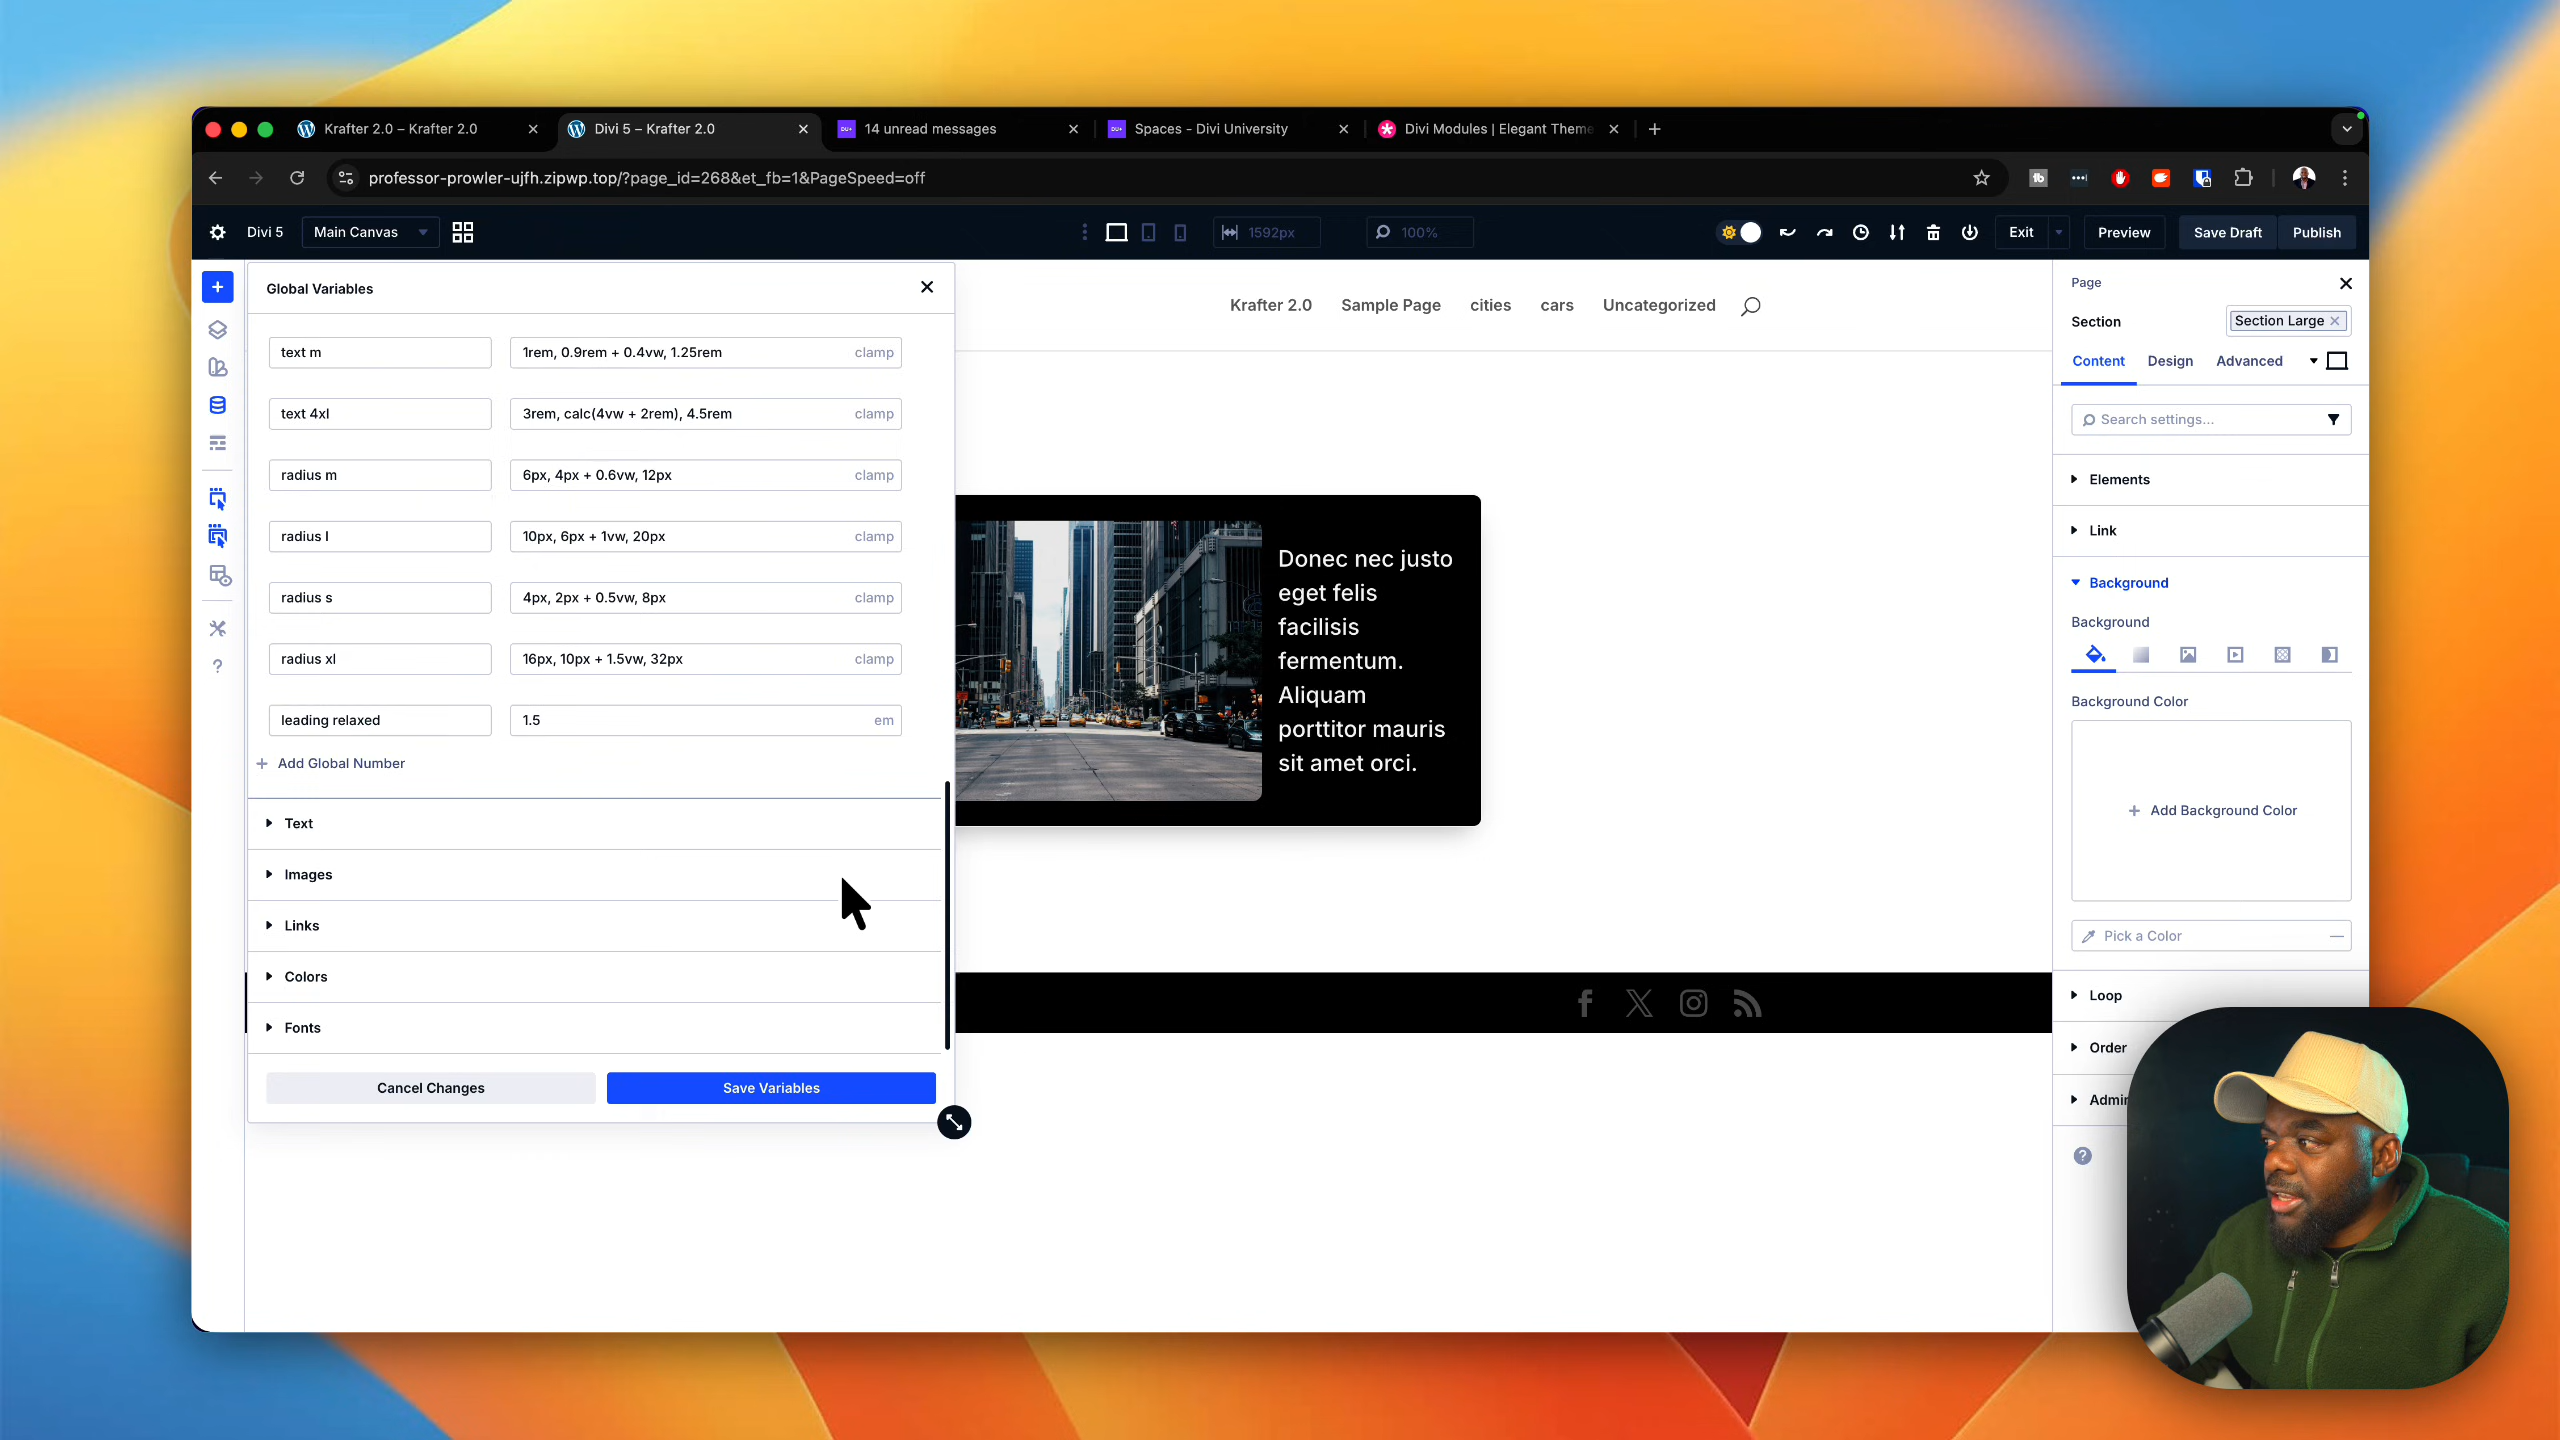 Krafter 2.0 – Krafter 2.0
Divi 5 – Krafter 2.0
14 unread messages
Spaces - Divi University
Divi Modules | Elegant Theme
professor-prowler-ujfh.zipwp.top/?page_id=268&et_fb=1&PageSpeed=off
Divi 5
Main Canvas
1592px
100%
Exit
Preview
Save Draft
Publish
Global Variables
text m
1rem, 0.9rem + 0.4vw, 1.25rem
clamp
text 4xl
3rem, calc(4vw + 2rem), 4.5rem
clamp
radius m
6px, 4px + 0.6vw, 12px
clamp
radius l
10px, 6px + 1vw, 20px
clamp
radius s
4px, 2px + 0.5vw, 8px
clamp
radius xl
16px, 10px + 1.5vw, 32px
clamp
leading relaxed
1.5
em
Add Global Number
Text
Images
Links
Colors
Fonts
Cancel Changes
Save Variables
Krafter 2.0
Sample Page
cities
cars
Uncategorized
Donec nec justo
eget felis
facilisis
fermentum.
Aliquam
porttitor mauris
sit amet orci.
Page
Section
Section Large
Content
Design
Advanced
Search settings...
Elements
Link
Background
Background
Background Color
Add Background Color
Pick a Color
Loop
Order
Admin